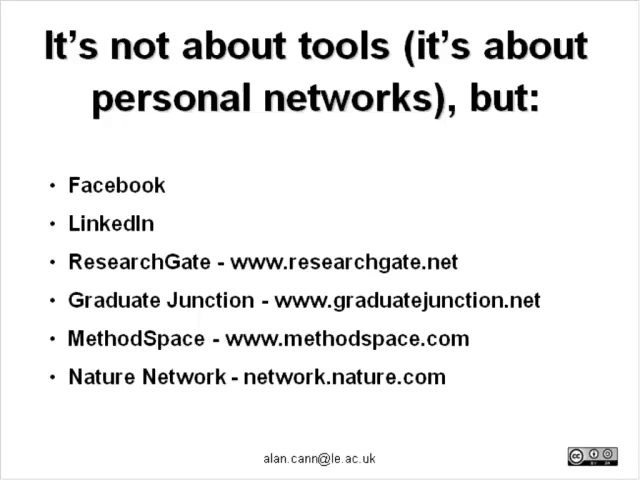 It's not about tools (it's about
personal networks), but:
• Facebook
• LinkedIn
• ResearchGate - www.researchgate.net
• Graduate Junction - www.graduatejunction.net
• MethodSpace - www.methodspace.com
• Nature Network - network.nature.com
alan.cann@le.ac.uk